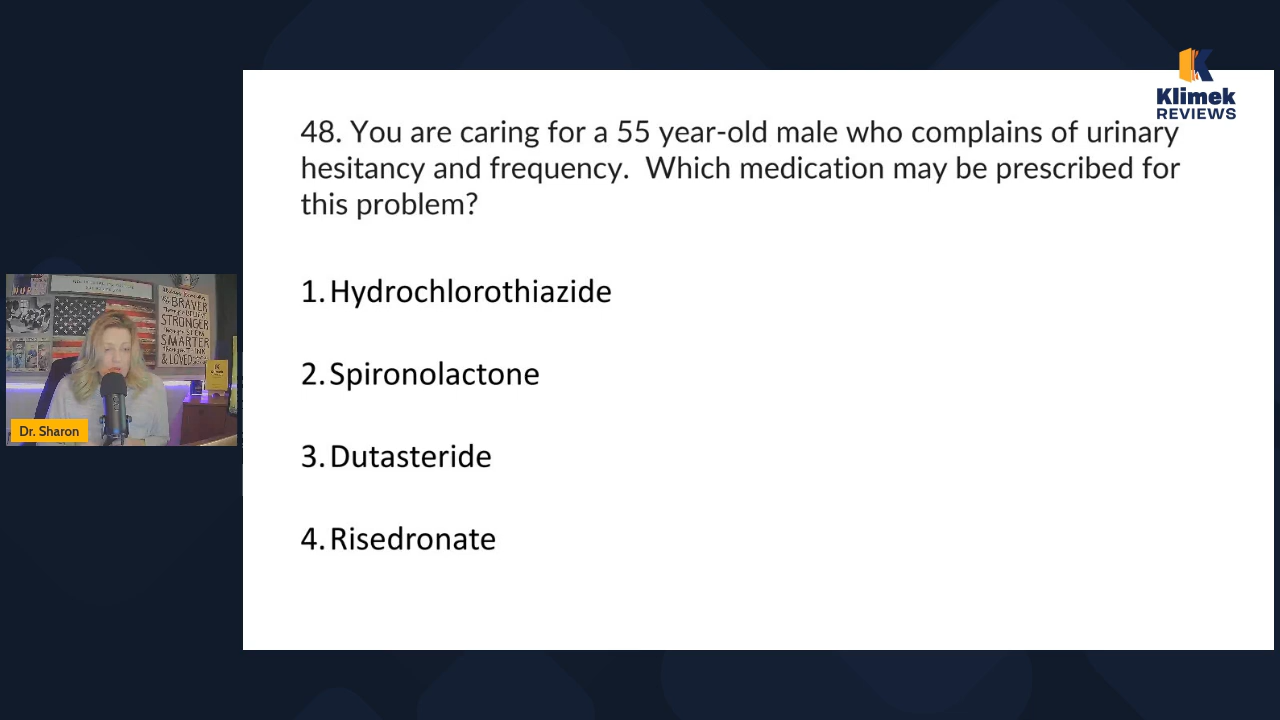 Klimek
REVIEWS
48. You are caring for a 55 year-old male who complains of urinary
hesitancy and frequency. Which medication may be prescribed for
this problem?
1. Hydrochlorothiazide
2. Spironolactone
3. Dutasteride
4. Risedronate
BRAVER
STRONGER
SMARTER
& LOVED
Dr. Sharon